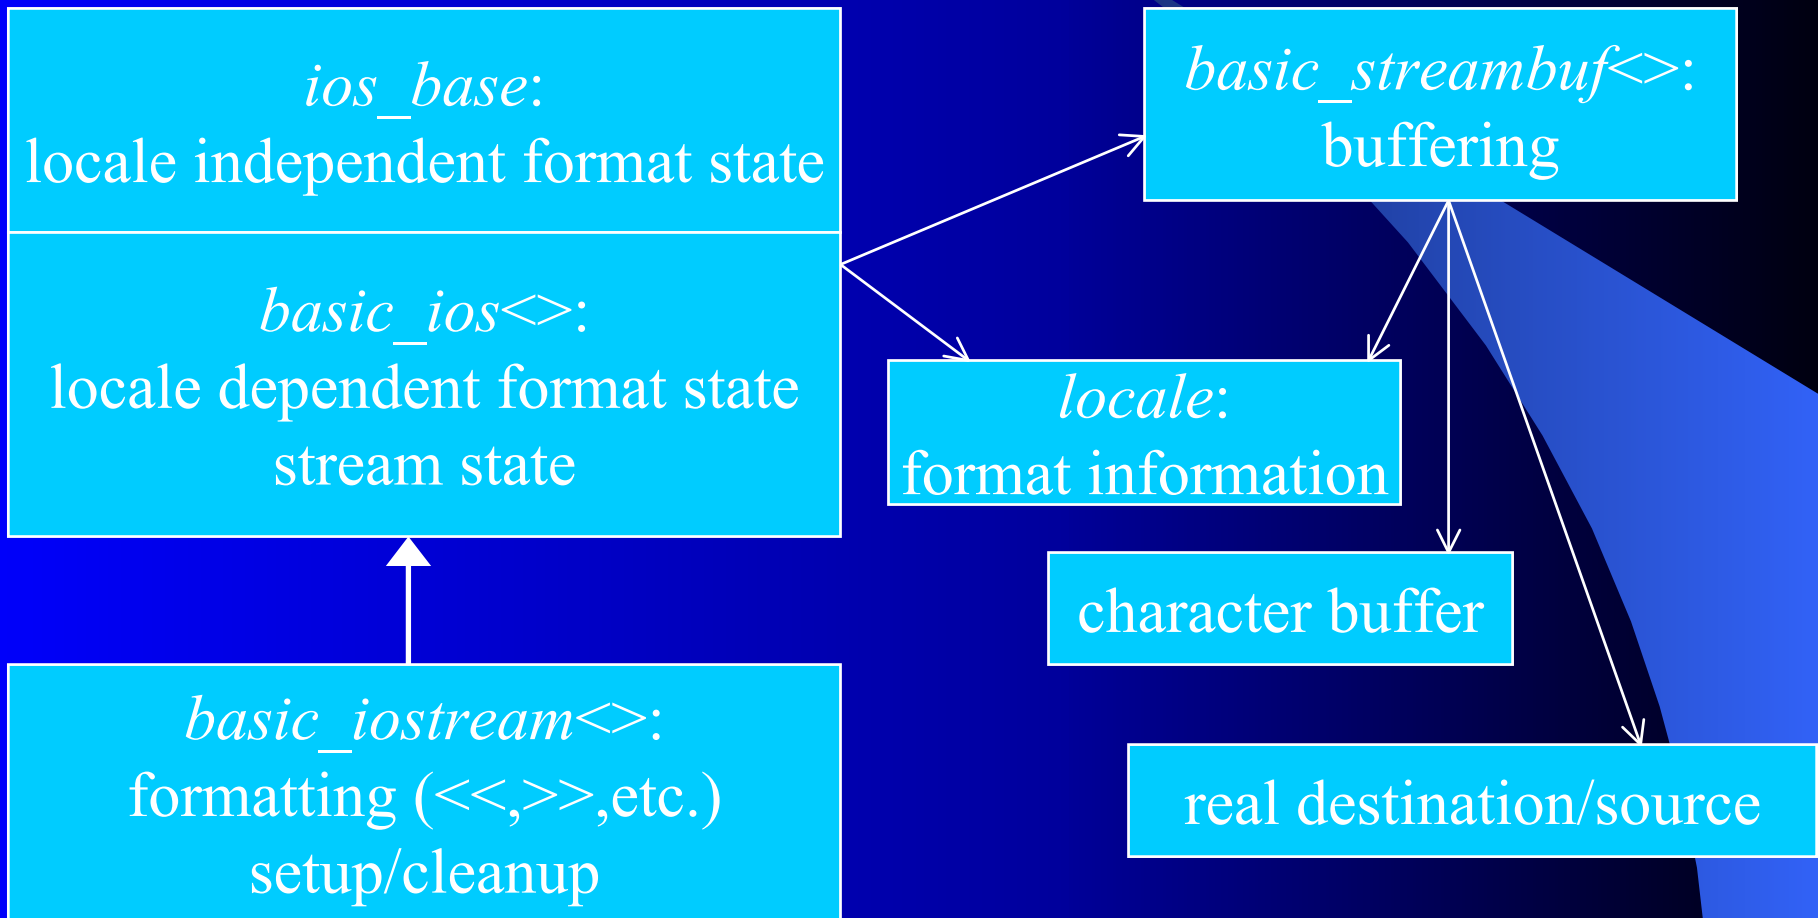 ios_base:
locale independent format state
basic_ios<>:
locale dependent format state
stream state
basic_iostream<>:
formatting (<<,>>,etc.)
setup/cleanup
basic_streambuf<>:
buffering
locale:
format information
character buffer
real destination/source